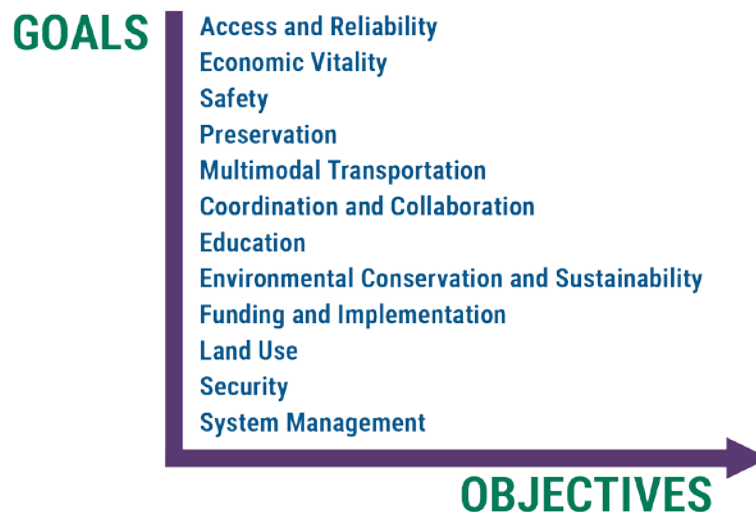 GOALS
Access and Reliability
Economic Vitality
Safety
Preservation
Multimodal Transportation
Coordination and Collaboration
Education
Environmental Conservation and Sustainability
Funding and Implementation
Land Use
Security
System Management
OBJECTIVES